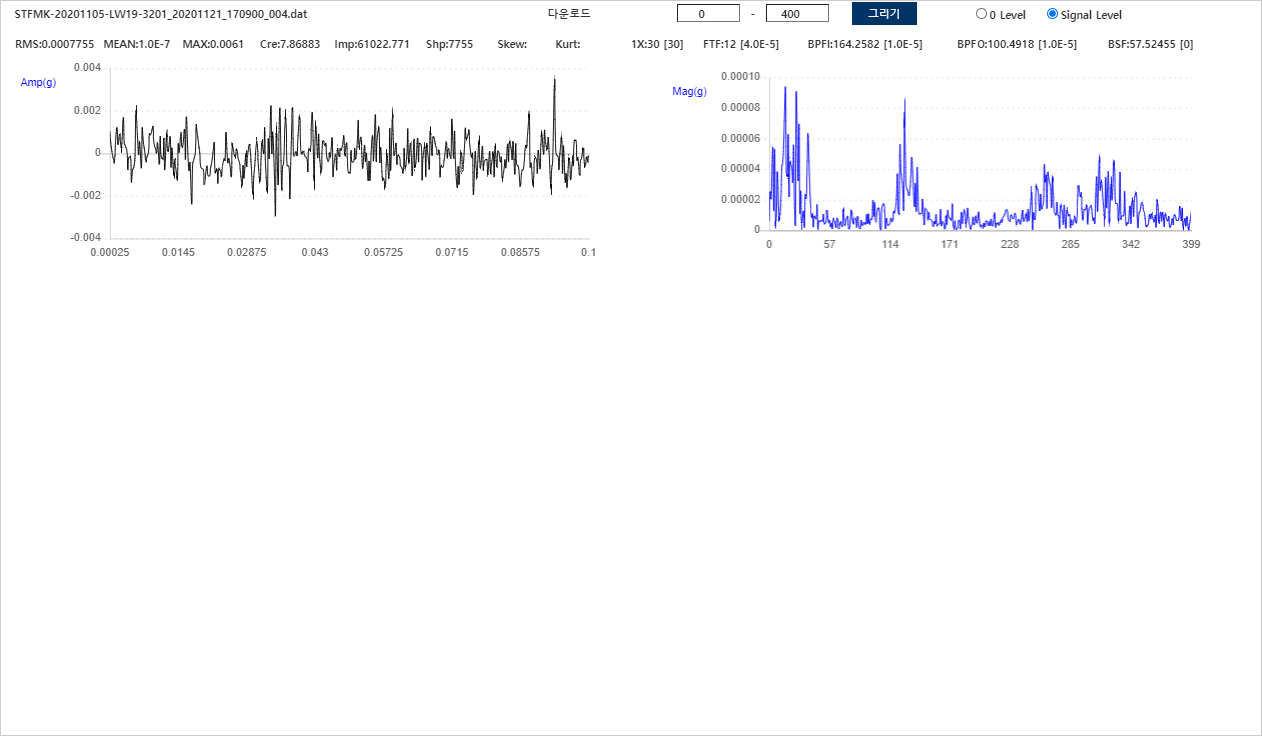 STFMK-20201105-LW19-3201_20201121_170900_004.dat 다운로드 0 - 400 그리기 0 Level Signal Level
RMS:0.0007755 MEAN:1.0E-7 MAX:0.0061 Cre:7.86883 Imp:61022.771 Shp:7755 Skew: Kurt: 1X:30 [30] FTF:12 [4.0E-5] BPFI:164.2582 [1.0E-5] BPFO:100.4918 [1.0E-5] BSF:57.52455 [0]
Amp(g)
0.004
0.002
0
-0.002
-0.004
0.00025 0.0145 0.02875 0.043 0.05725 0.0715 0.08575 0.1
Mag(g)
0.00010
0.00008
0.00006
0.00004
0.00002
0
0 57 114 171 228 285 342 399